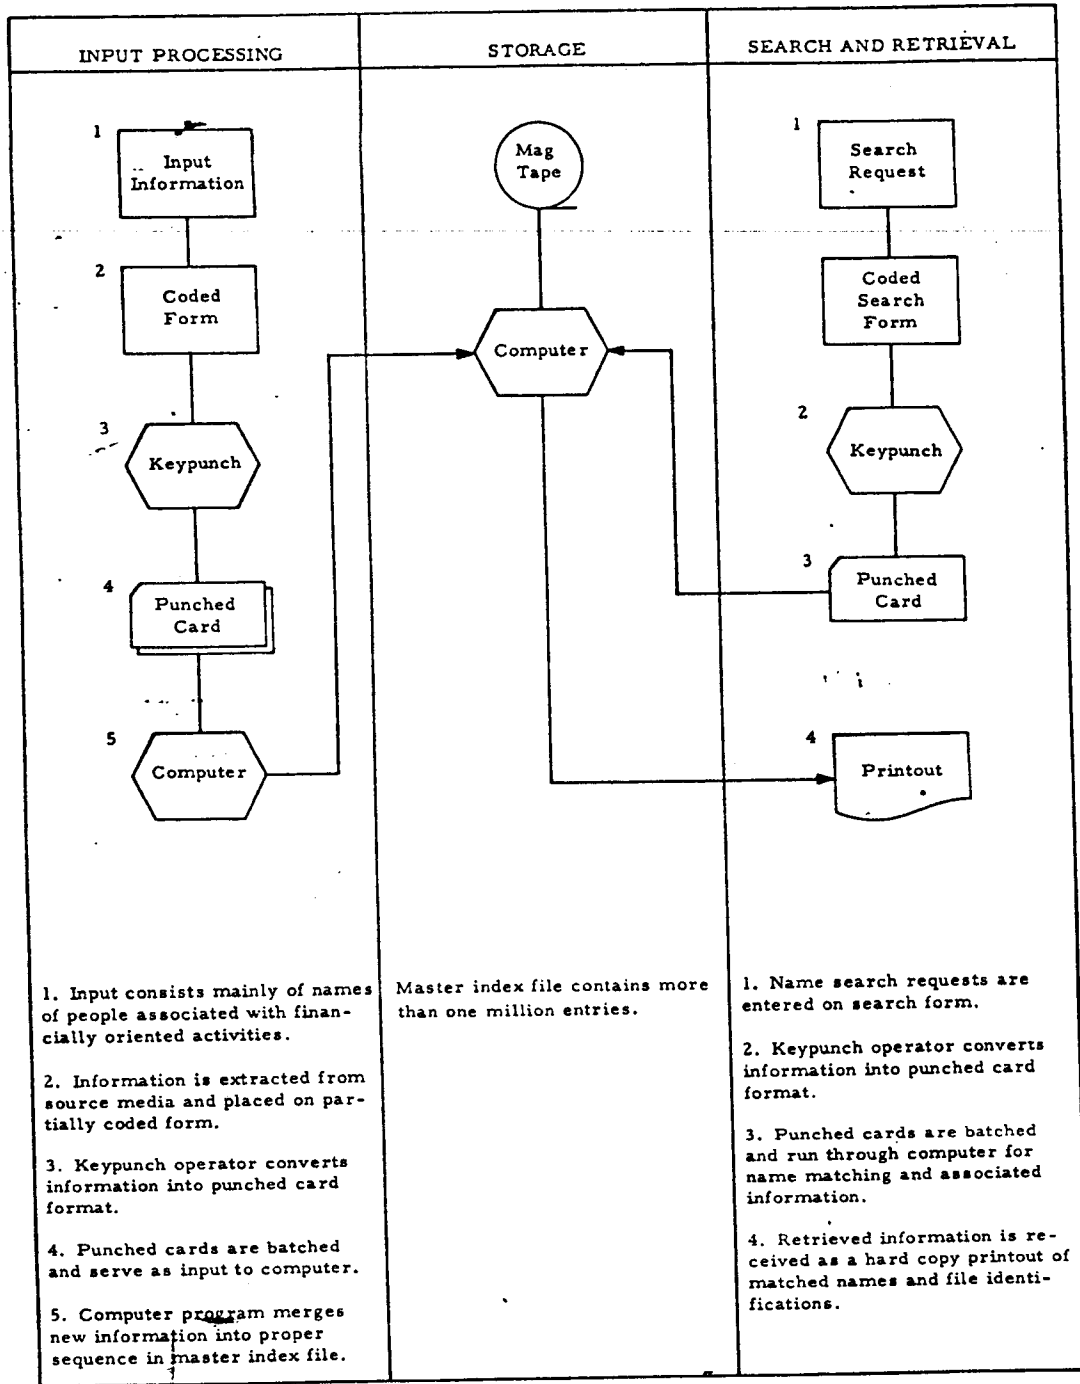 INPUT PROCESSING
STORAGE
SEARCH AND RETRIEVAL
1
Input
Information
2
Coded
Form
3
Keypunch
4
Punched
Card
5
Computer
Mag
Tape
Computer
1
Search
Request
Coded
Search
Form
2
Keypunch
3
Punched
Card
4
Printout
1. Input consists mainly of names
of people associated with finan-
cially oriented activities.
2. Information is extracted from
source media and placed on par-
tially coded form.
3. Keypunch operator converts
information into punched card
format.
4. Punched cards are batched
and serve as input to computer.
5. Computer program merges
new information into proper
sequence in master index file.
Master index file contains more
than one million entries.
1. Name search requests are
entered on search form.
2. Keypunch operator converts
information into punched card
format.
3. Punched cards are batched
and run through computer for
name matching and associated
information.
4. Retrieved information is re-
ceived as a hard copy printout of
matched names and file identi-
fications.